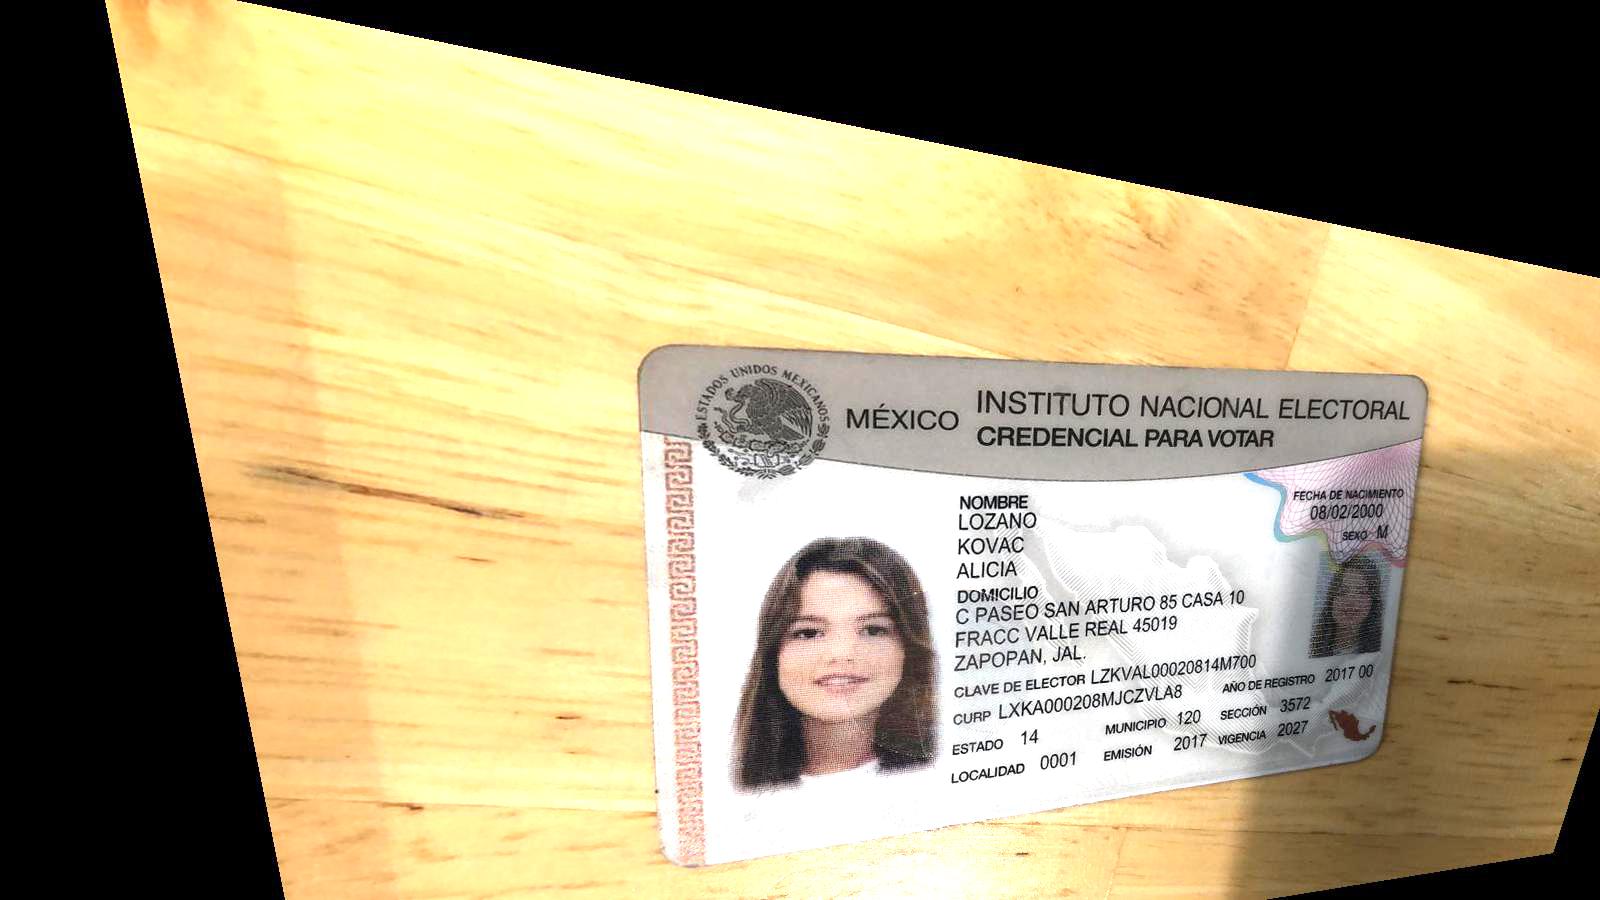 ESTADOS UNIDOS MEXICANOS
MÉXICO
INSTITUTO NACIONAL ELECTORAL
CREDENCIAL PARA VOTAR
NOMBRE
LOZANO
KOVAC
ALICIA
FECHA DE NACIMIENTO
08/02/2000
SEXO M
DOMICILIO
C PASEO SAN ARTURO 85 CASA 10
FRACC VALLE REAL 45019
ZAPOPAN, JAL.
CLAVE DE ELECTOR LZKVAL00020814M700
CURP LXKA000208MJCZVLA8 AÑO DE REGISTRO 2017 00
ESTADO 14 MUNICIPIO 120 SECCIÓN 3572
LOCALIDAD 0001 EMISIÓN 2017 VIGENCIA 2027